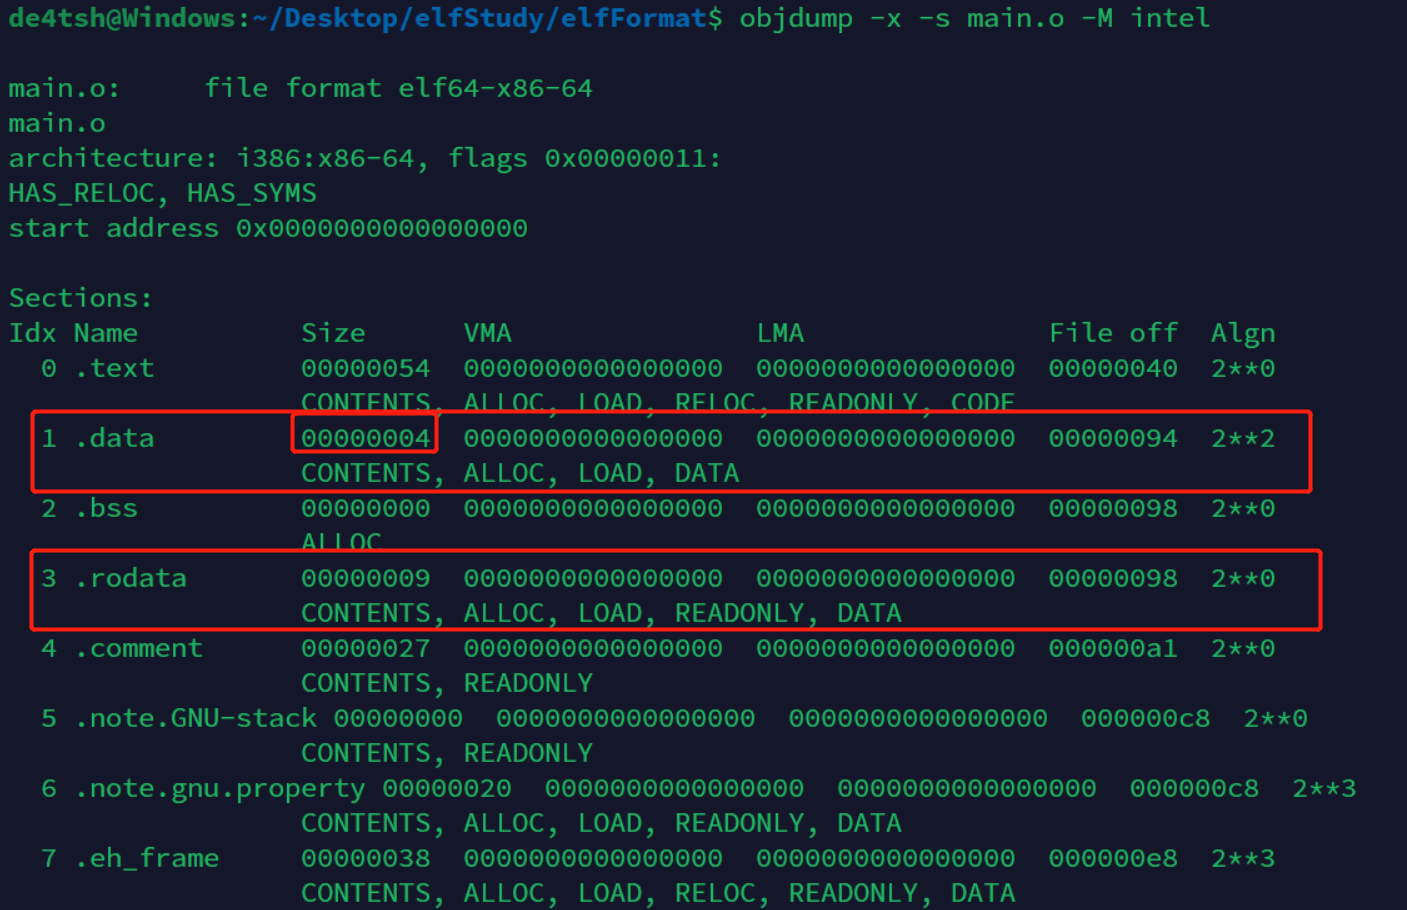 de4tsh@Windows:~/Desktop/elfStudy/elfFormat$ objdump -x -s main.o -M intel
main.o:     file format elf64-x86-64
main.o
architecture: i386:x86-64, flags 0x00000011:
HAS_RELOC, HAS_SYMS
start address 0x0000000000000000
Sections:
Idx Name          Size      VMA               LMA               File off  Algn
  0 .text         00000054  0000000000000000  0000000000000000  00000040  2**0
                  CONTENTS, ALLOC, LOAD, RELOC, READONLY, CODE
  1 .data         00000004  0000000000000000  0000000000000000  00000094  2**2
                  CONTENTS, ALLOC, LOAD, DATA
  2 .bss          00000000  0000000000000000  0000000000000000  00000098  2**0
                  ALLOC
  3 .rodata       00000009  0000000000000000  0000000000000000  00000098  2**0
                  CONTENTS, ALLOC, LOAD, READONLY, DATA
  4 .comment      00000027  0000000000000000  0000000000000000  000000a1  2**0
                  CONTENTS, READONLY
  5 .note.GNU-stack 00000000  0000000000000000  0000000000000000  000000c8  2**0
                  CONTENTS, READONLY
  6 .note.gnu.property 00000020  0000000000000000  0000000000000000  000000c8  2**3
                  CONTENTS, ALLOC, LOAD, READONLY, DATA
  7 .eh_frame     00000038  0000000000000000  0000000000000000  000000e8  2**3
                  CONTENTS, ALLOC, LOAD, RELOC, READONLY, DATA